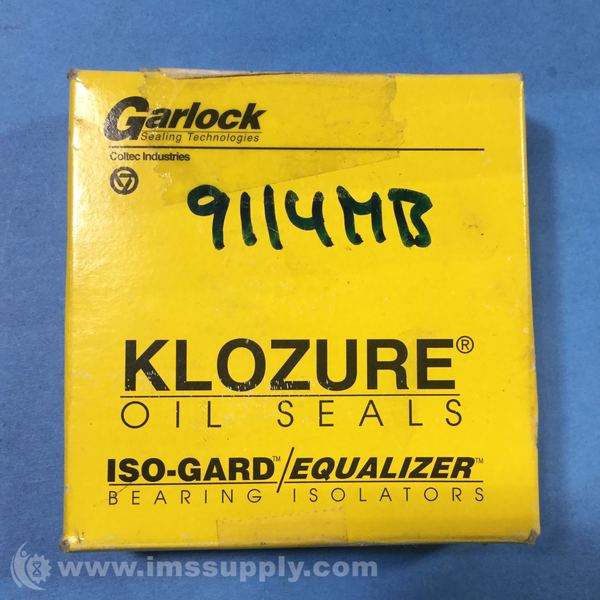 Garlock
Sealing Technologies
Coltec Industries
9114MB
KLOZURE®
OIL SEALS
ISO-GARD™/EQUALIZER™
BEARING ISOLATORS
www.imssupply.com